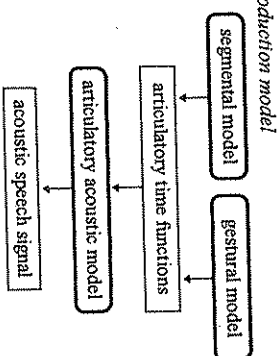 oduction model
segmental model
gestural model
articulatory time functions
articulatory acoustic model
acoustic speech signal